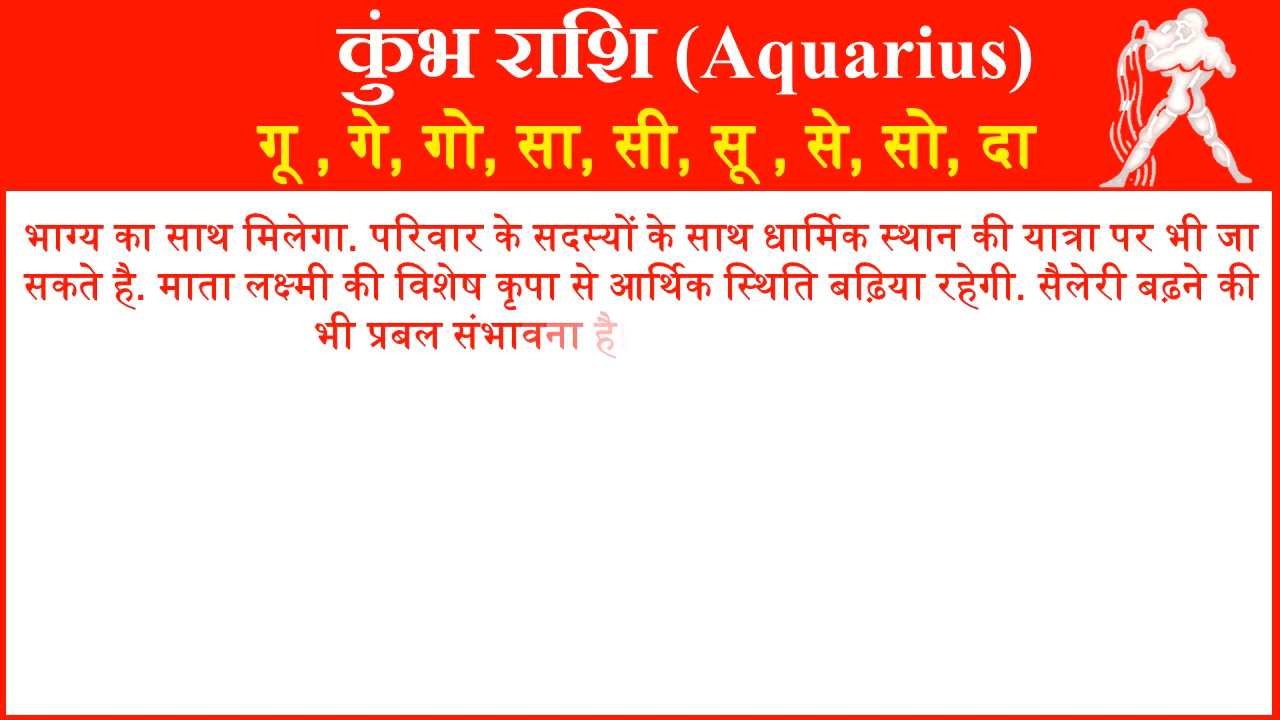 कुंभ राशि (Aquarius)
गू , गे, गो, सा, सी, सू , से, सो, दा
भाग्य का साथ मिलेगा. परिवार के सदस्यों के साथ धार्मिक स्थान की यात्रा पर भी जा
सकते है. माता लक्ष्मी की विशेष कृपा से आर्थिक स्थिति बढ़िया रहेगी. सैलेरी बढ़ने की
भी प्रबल संभावना है